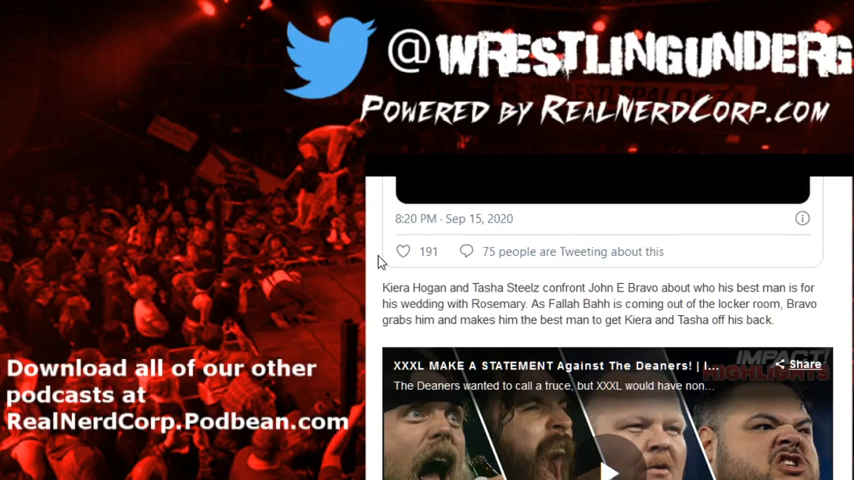 @WRESTLINGUNDERG
POWERED BY REALNERDCORP.COM
8:20 PM · Sep 15, 2020
191 75 people are Tweeting about this
Kiera Hogan and Tasha Steelz confront John E Bravo about who his best man is for
his wedding with Rosemary. As Fallah Bahh is coming out of the locker room, Bravo
grabs him and makes him the best man to get Kiera and Tasha off his back.
XXXL MAKE A STATEMENT Against The Deaners! | I...
Share
The Deaners wanted to call a truce, but XXXL would have non...
IMPACT!
HIGHLIGHTS
Download all of our other
podcasts at
RealNerdCorp.Podbean.com